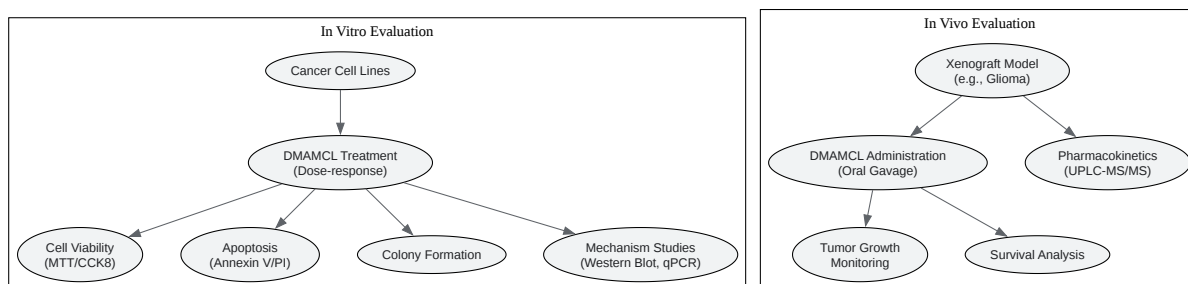 In Vitro Evaluation
Cancer Cell Lines
DMAMCL Treatment
(Dose-response)
Cell Viability
(MTT/CCK8)
Apoptosis
(Annexin V/PI)
Colony Formation
Mechanism Studies
(Western Blot, qPCR)
In Vivo Evaluation
Xenograft Model
(e.g., Glioma)
DMAMCL Administration
(Oral Gavage)
Pharmacokinetics
(UPLC-MS/MS)
Tumor Growth
Monitoring
Survival Analysis